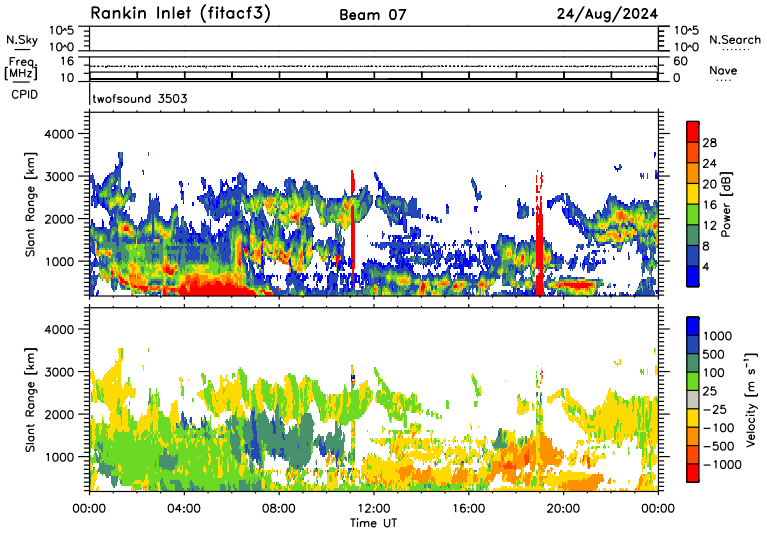 Rankin Inlet (fitacf3) Beam 07 24/Aug/2024
N.Sky 10^5 10^5 N.Search
10^0 10^0
Freq. 16 60 Nave
[MHz] 10 0
CPID twofsound 3503
Slant Range [km] 4000 3000 2000 1000
28 24 20 16 12 8 4 Power [dB]
Slant Range [km] 4000 3000 2000 1000
1000 500 100 25 −25 −100 −500 −1000 Velocity [m s⁻¹]
00:00 04:00 08:00 12:00 16:00 20:00 00:00
Time UT